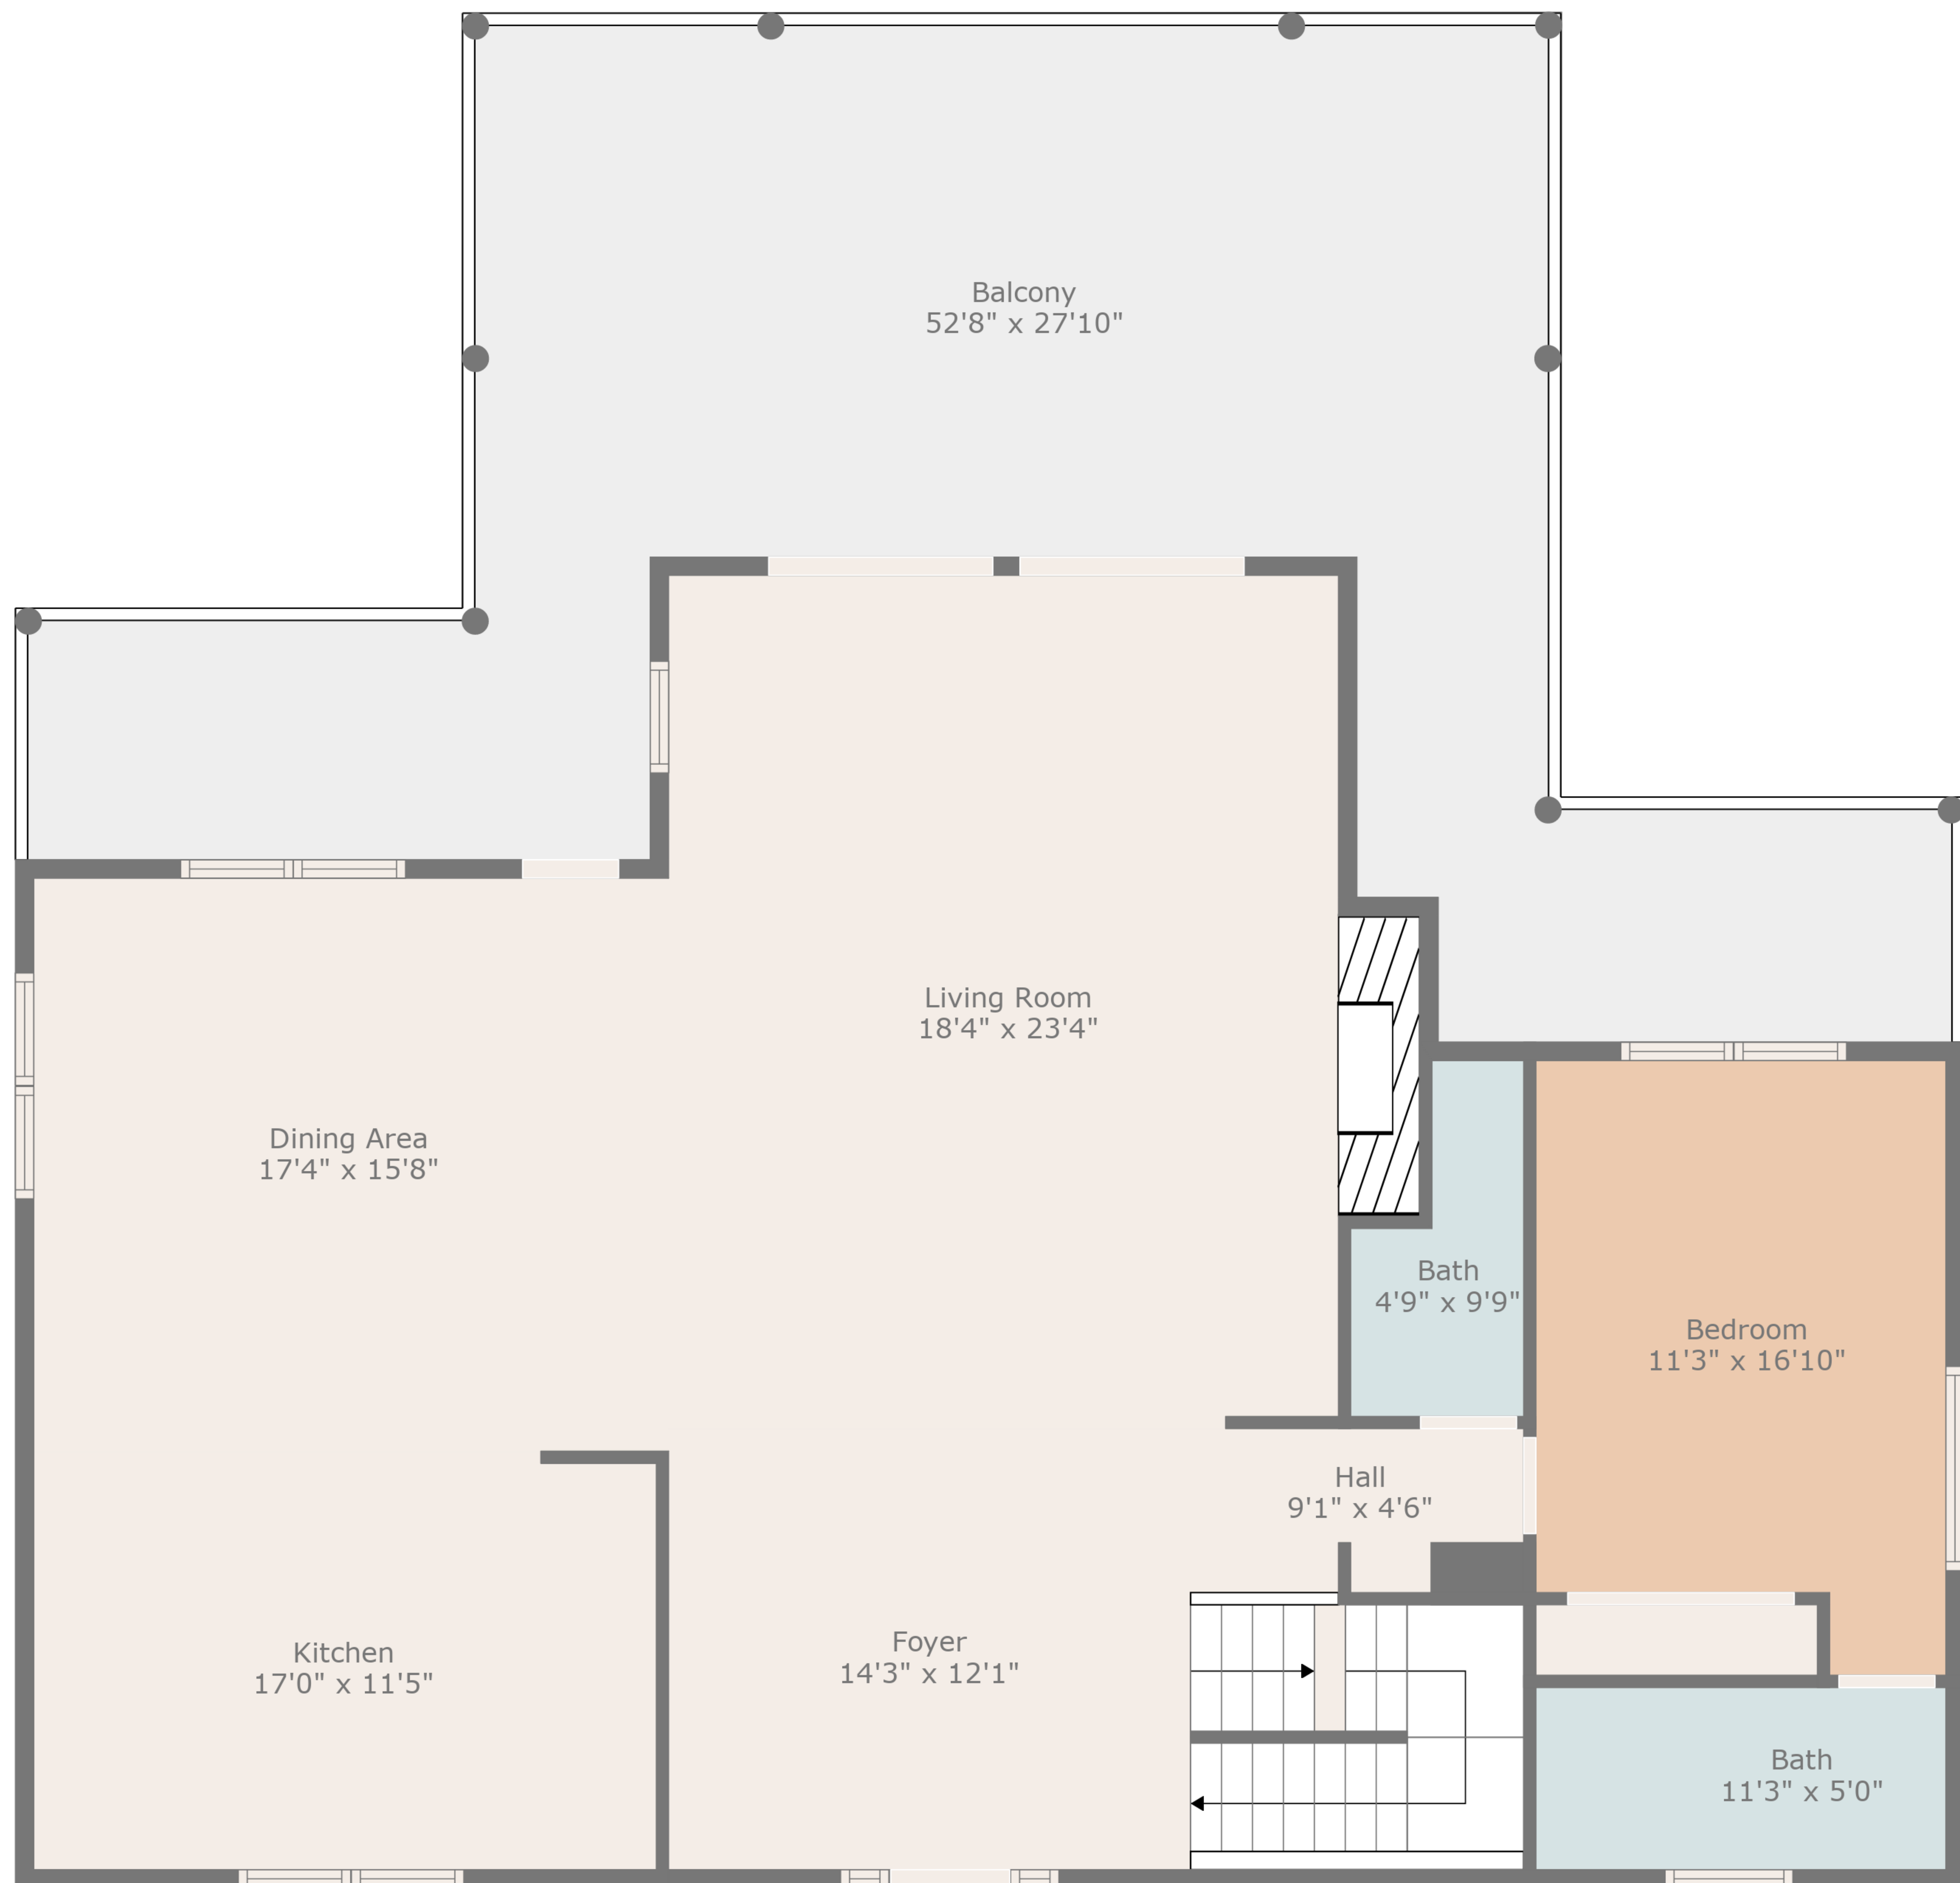 Balcony
52'8" x 27'10"
Living Room
18'4" x 23'4"
Dining Area
17'4" x 15'8"
Bath
4'9" x 9'9"
Bedroom
11'3" x 16'10"
Hall
9'1" x 4'6"
Kitchen
17'0" x 11'5"
Foyer
14'3" x 12'1"
Bath
11'3" x 5'0"